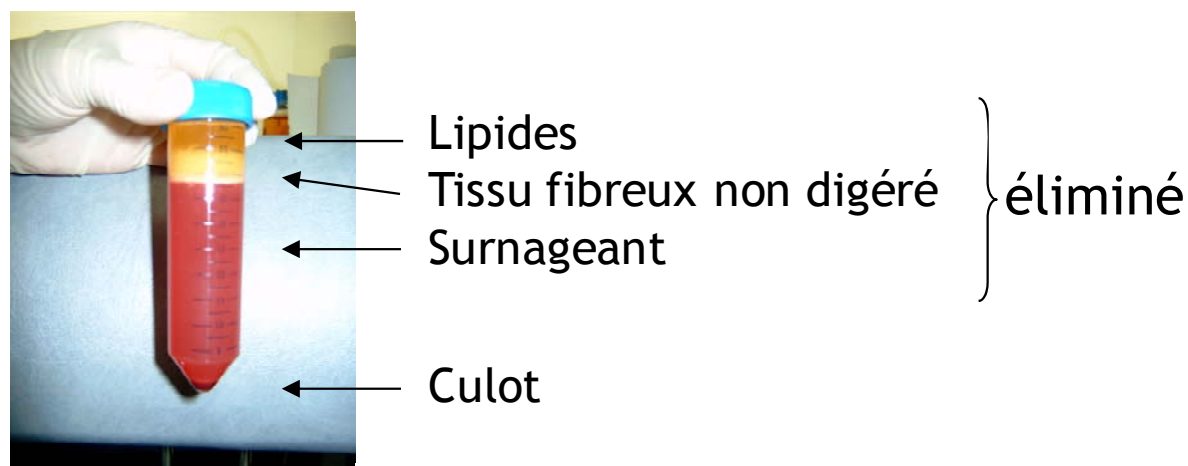 Lipides
Tissu fibreux non digéré
Surnageant
éliminé
Culot